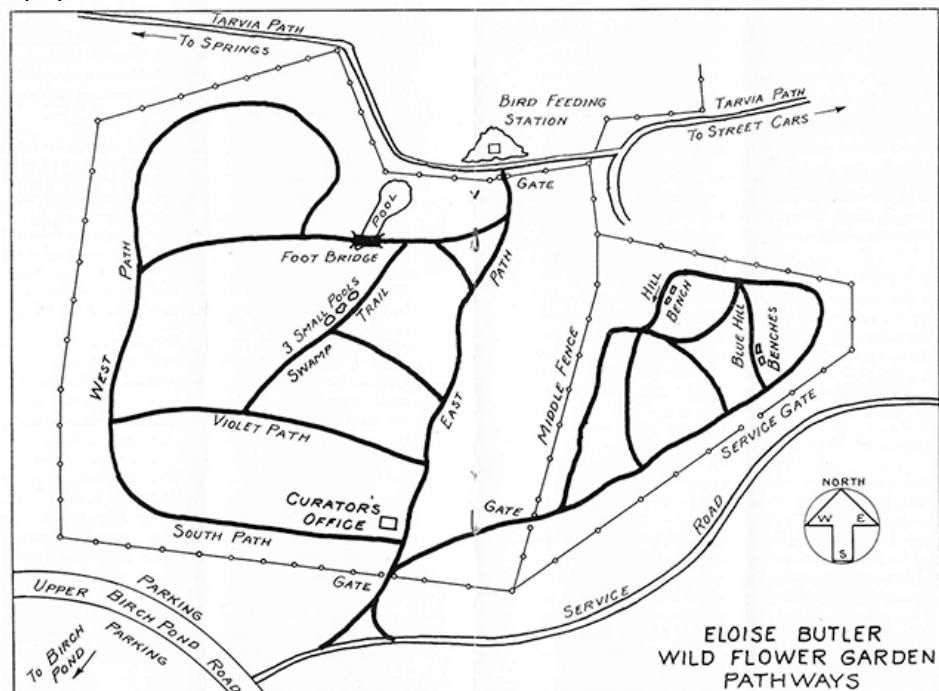 TARVIA PATH
TO SPRINGS
BIRD FEEDING
STATION
TARVIA PATH
TO STREET CARS
GATE
POOL
FOOT BRIDGE
PATH
WEST
3 SMALL POOLS
SWAMP TRAIL
PATH
EAST
MIDDLE FENCE
HILL
BENCH
BLUE HILL
BENCHES
VIOLET PATH
SERVICE GATE
CURATOR'S
OFFICE
GATE
SOUTH PATH
GATE
SERVICE ROAD
NORTH
W E
S
PARKING
UPPER BIRCH POND ROAD
PARKING
TO BIRCH
POND
ELOISE BUTLER
WILD FLOWER GARDEN
PATHWAYS